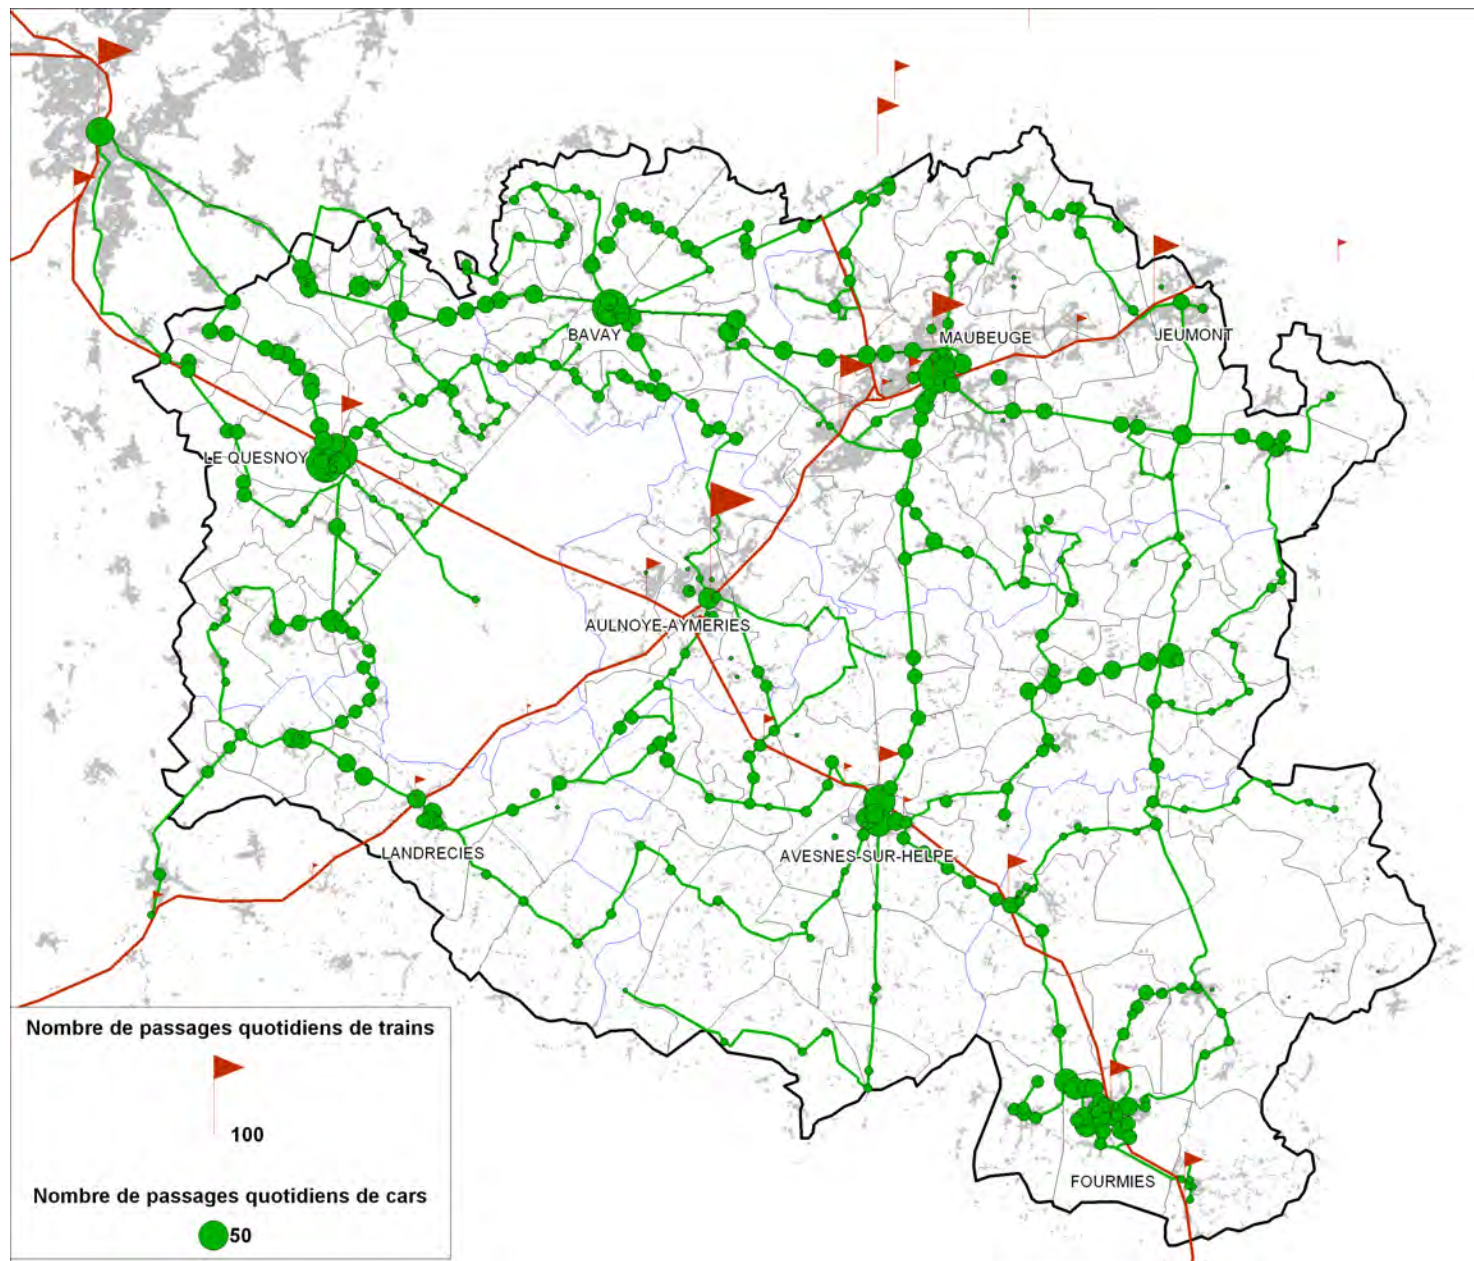 BAVAY
MAUBEUGE
JEUMONT
LE QUESNOY
AULNOYE-AYMERIES
LANDRECIES
AVESNES-SUR-HELPE
FOURMIES
Nombre de passages quotidiens de trains
100
Nombre de passages quotidiens de cars
50